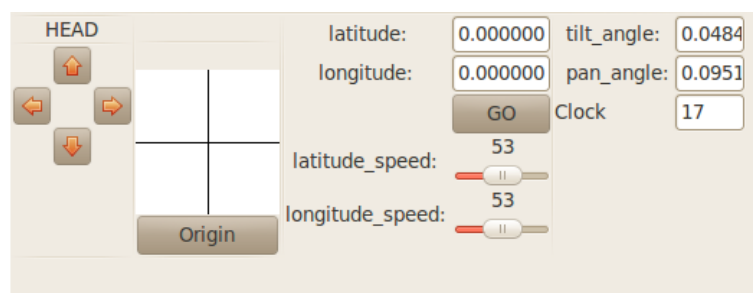 HEAD
latitude: 0.000000 tilt_angle: 0.0484
longitude: 0.000000 pan_angle: 0.0951
GO Clock 17
latitude_speed: 53
longitude_speed: 53
Origin